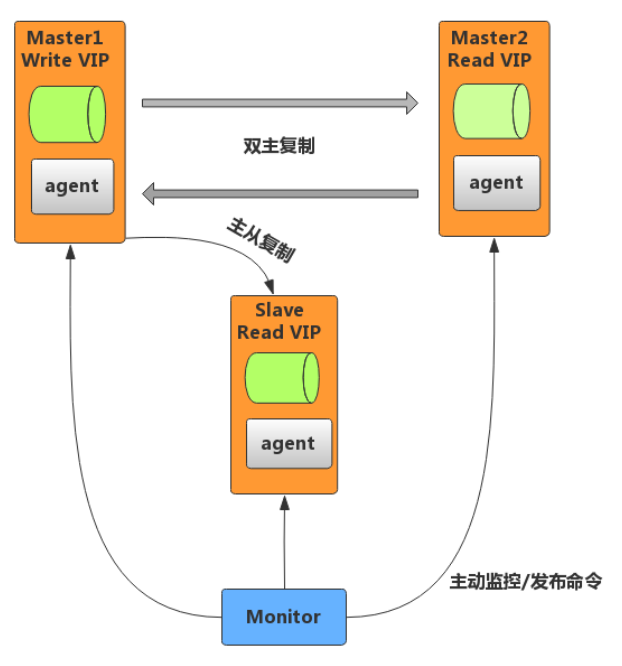 Master1
Write VIP
agent
Master2
Read VIP
agent
双主复制
主从复制
Slave
Read VIP
agent
主动监控/发布命令
Monitor